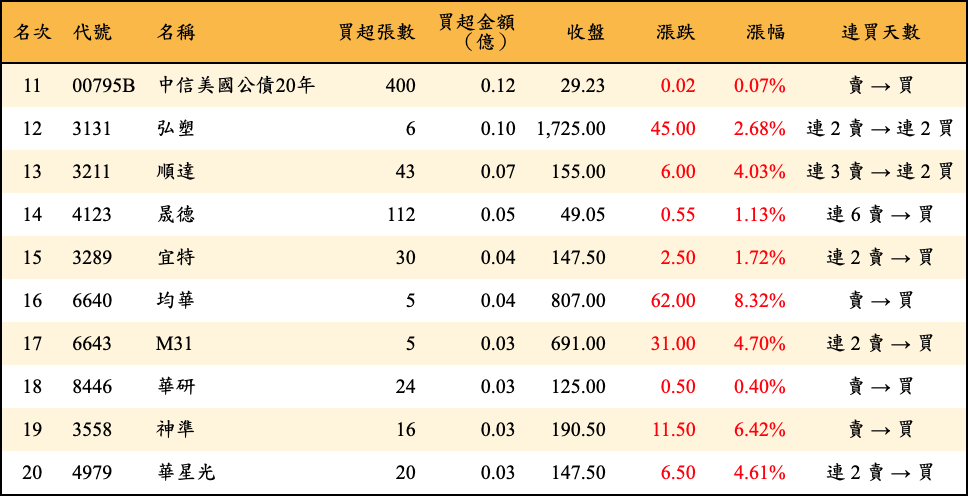 名次 代號 名稱 買超張數 買超金額（億） 收盤 漲跌 漲幅 連買天數
11 00795B 中信美國公債20年 400 0.12 29.23 0.02 0.07% 賣 → 買
12 3131 弘塑 6 0.10 1,725.00 45.00 2.68% 連 2 賣 → 連 2 買
13 3211 順達 43 0.07 155.00 6.00 4.03% 連 3 賣 → 連 2 買
14 4123 晟德 112 0.05 49.05 0.55 1.13% 連 6 賣 → 買
15 3289 宜特 30 0.04 147.50 2.50 1.72% 連 2 賣 → 買
16 6640 均華 5 0.04 807.00 62.00 8.32% 賣 → 買
17 6643 M31 5 0.03 691.00 31.00 4.70% 連 2 賣 → 買
18 8446 華研 24 0.03 125.00 0.50 0.40% 賣 → 買
19 3558 神準 16 0.03 190.50 11.50 6.42% 賣 → 買
20 4979 華星光 20 0.03 147.50 6.50 4.61% 連 2 賣 → 買